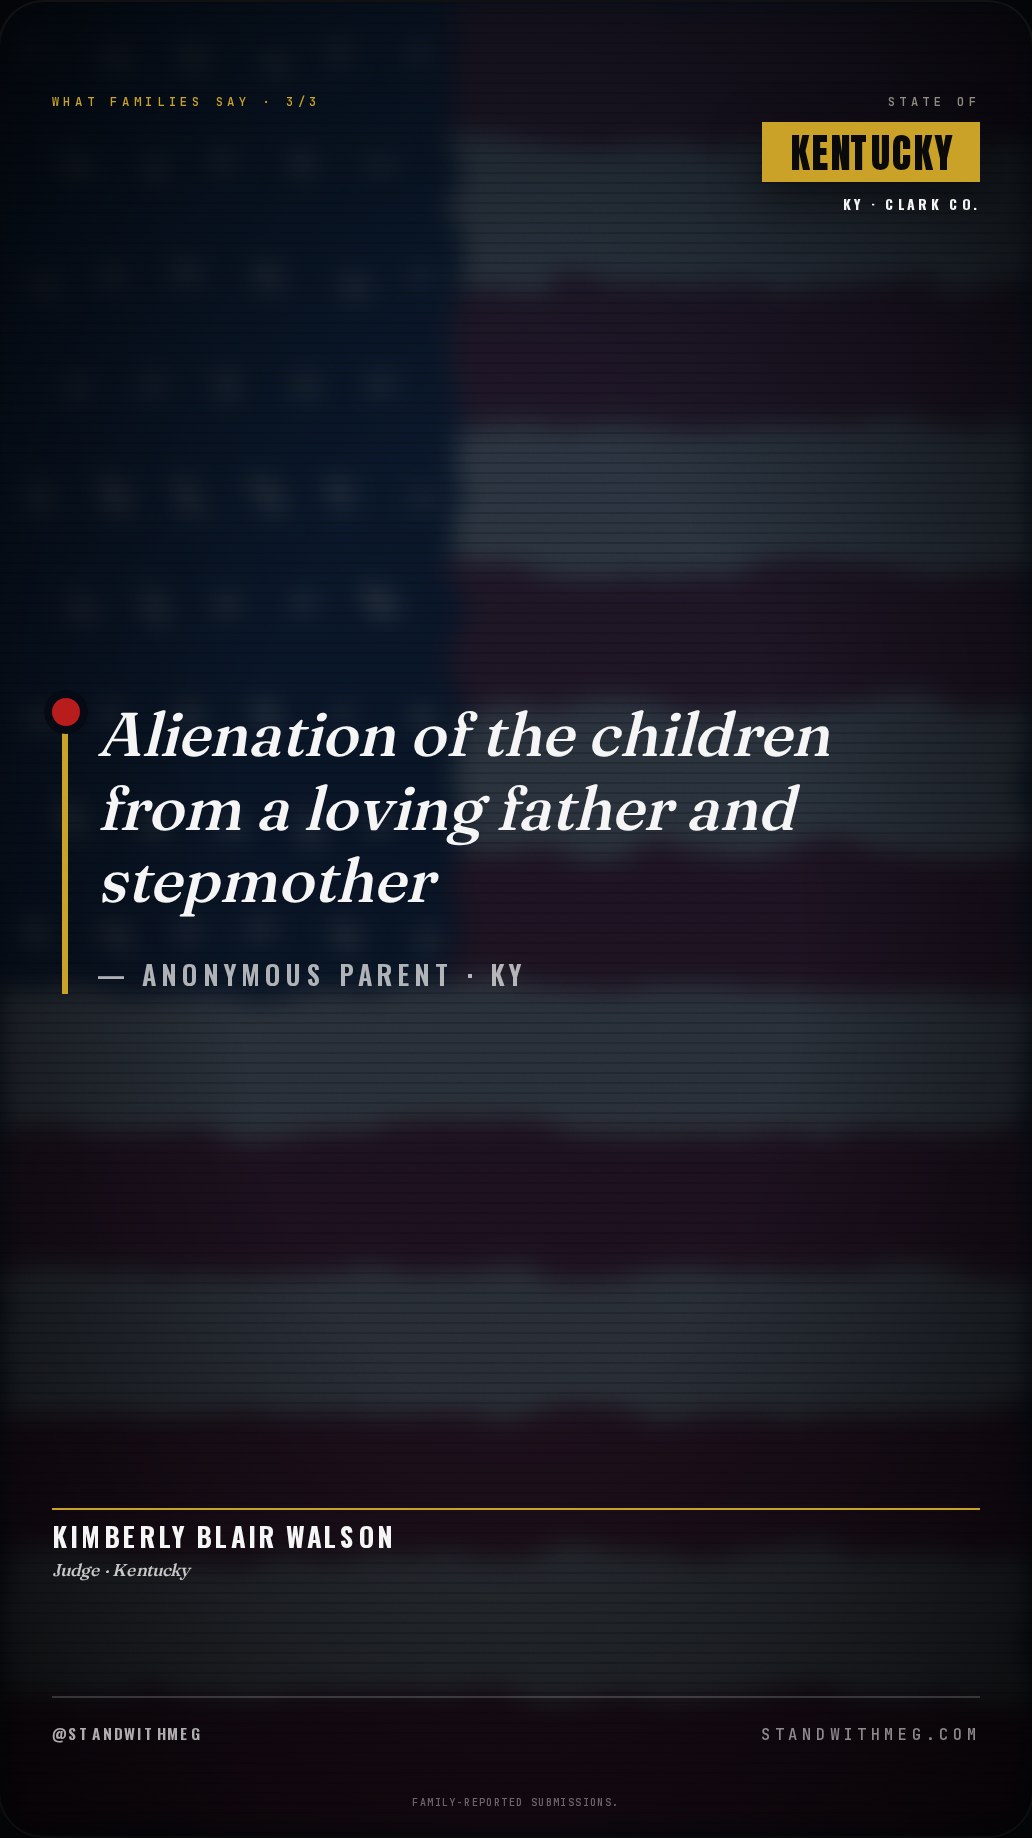 WHAT FAMILIES SAY · 3/3
STATE OF
KENTUCKY
KY · CLARK CO.
Alienation of the children
from a loving father and
stepmother
— ANONYMOUS PARENT · KY
KIMBERLY BLAIR WALSON
Judge · Kentucky
@STANDWITHMEG
STANDWITHMEG.COM
FAMILY-REPORTED SUBMISSIONS.